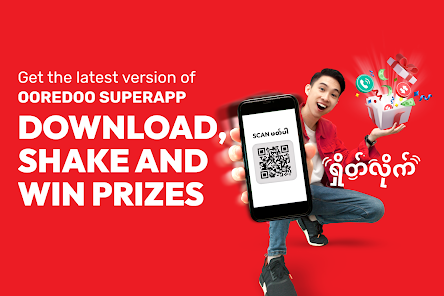 Get the latest version of
OOREDOO SUPERAPP
DOWNLOAD,
SHAKE AND
WIN PRIZES
SCAN ဖတ်ပါ
ရှိတ်လိုက်